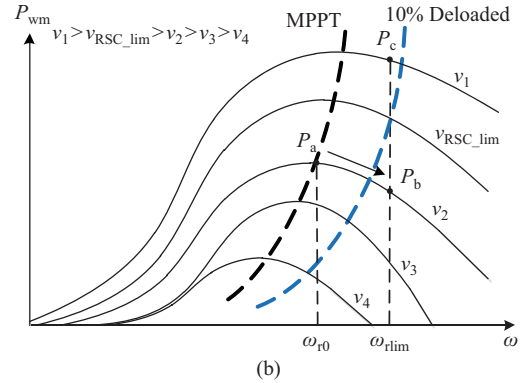 P_wm
v_1 > v_RSC_lim > v_2 > v_3 > v_4
MPPT
10% Deloaded
P_c
v_1
v_RSC_lim
P_a
P_b
v_2
v_3
v_4
ω_r0
ω_rlim
ω
(b)